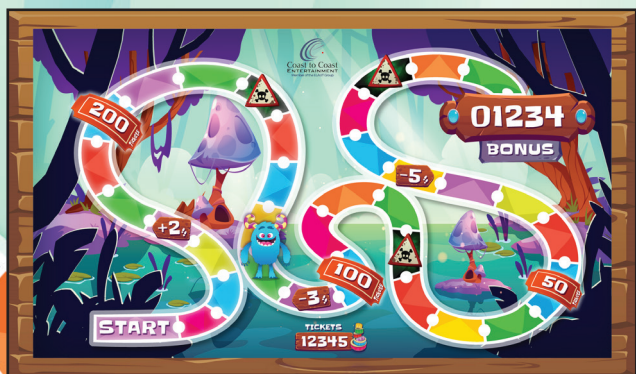 Coast to Coast
ENTERTAINMENT
200
01234
BONUS
-5
+2
100
50
-3
START
TICKETS
12345